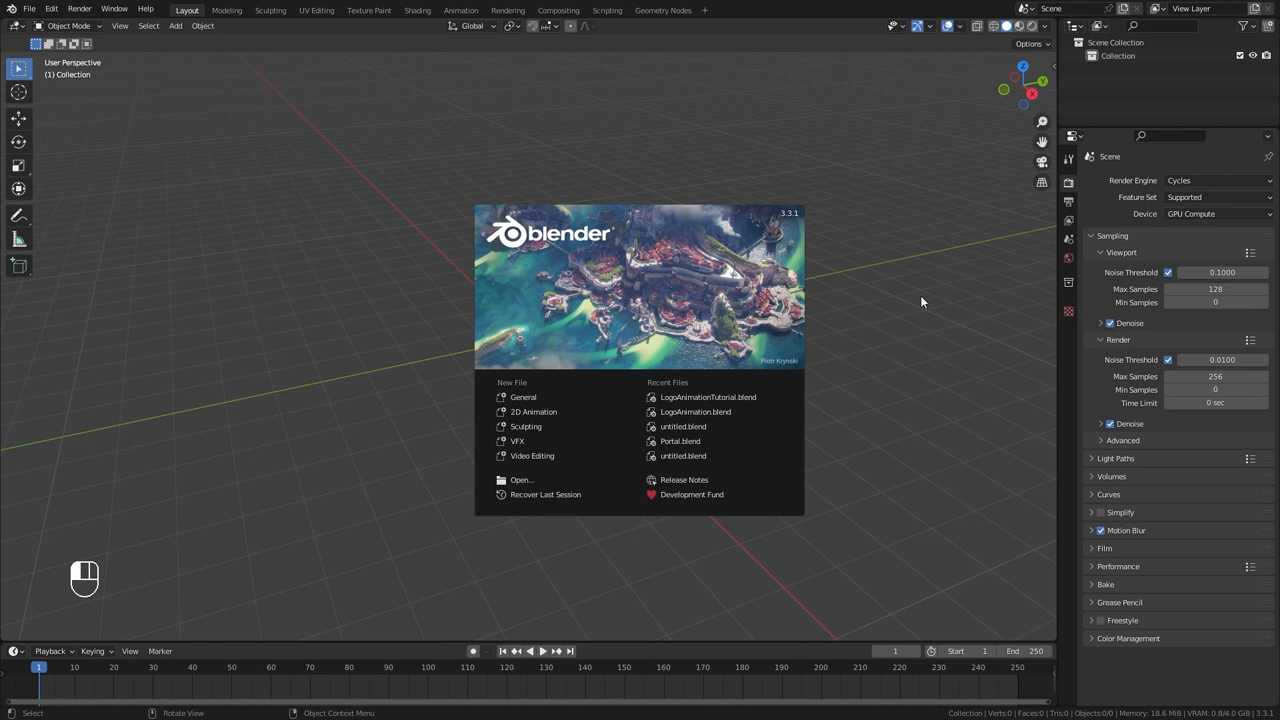 File Edit Render Window Help Layout Modeling Sculpting UV Editing Texture Paint Shading Animation Rendering Compositing Scripting Geometry Nodes + Scene View Layer
Object Mode View Select Add Object Global
Options
User Perspective
(1) Collection
Z
Y
X
Scene Collection
Collection
Scene
Render Engine Cycles
Feature Set Supported
Device GPU Compute
Sampling
Viewport
Noise Threshold 0.1000
Max Samples 128
Min Samples 0
Denoise
Render
Noise Threshold 0.0100
Max Samples 256
Min Samples 0
Time Limit 0 sec
Denoise
Advanced
Light Paths
Volumes
Curves
Simplify
Motion Blur
Film
Performance
Bake
Grease Pencil
Freestyle
Color Management
3.3.1
blender
Pietr Krynski
New File
General
2D Animation
Sculpting
VFX
Video Editing
Open...
Recover Last Session
Recent Files
LogoAnimationTutorial.blend
LogoAnimation.blend
untitled.blend
Portal.blend
untitled.blend
Release Notes
Development Fund
Playback Keying View Marker 1 Start 1 End 250
1 10 20 30 40 50 60 70 80 90 100 110 120 130 140 150 160 170 180 190 200 210 220 230 240 250
Select Rotate View Object Context Menu Collection | Verts:0 | Faces:0 | Tris:0 | Objects:0/0 | Memory: 18.6 MiB | VRAM: 0.8/4.0 GiB | 3.3.1